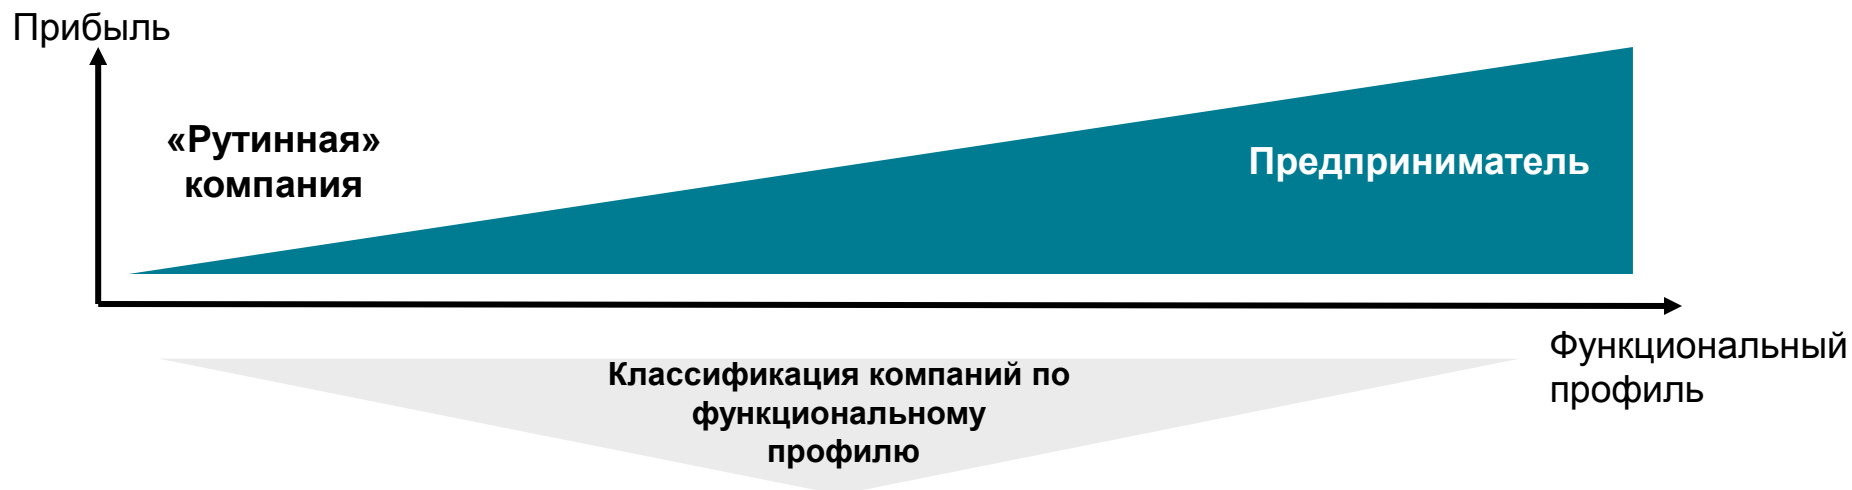 Прибыль
«Рутинная»
компания
Предприниматель
Функциональный
профиль
Классификация компаний по
функциональному
профилю